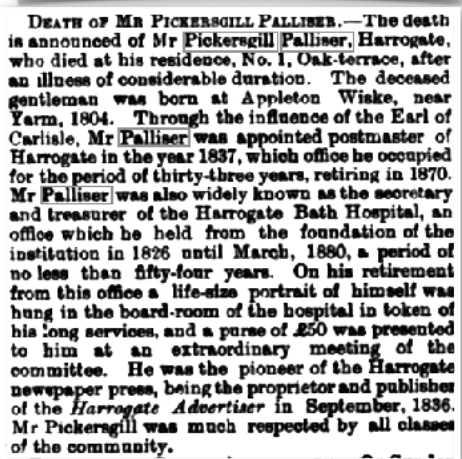 DEATH OF MR PICKERSGILL PALLISER.—The death
is announced of Mr Pickersgill Palliser, Harrogate,
who died at his residence, No. 1, Oak-terrace, after
an illness of considerable duration. The deceased
gentleman was born at Appleton Wiske, near
Yarm, 1804. Through the influence of the Earl of
Carlisle, Mr Palliser was appointed postmaster of
Harrogate in the year 1837, which office he occupied
for the period of thirty-three years, retiring in 1870.
Mr Palliser was also widely known as the secretary
and treasurer of the Harrogate Bath Hospital, an
office which he held from the foundation of the
institution in 1826 until March, 1880, a period of
no less than fifty-four years. On his retirement
from this office a life-size portrait of himself was
hung in the board-room of the hospital in token of
his long services, and a purse of £50 was presented
to him at an extraordinary meeting of the
committee. He was the pioneer of the Harrogate
newspaper press, being the proprietor and publisher
of the Harrogate Advertiser in September, 1836.
Mr Pickersgill was much respected by all classes
of the community.